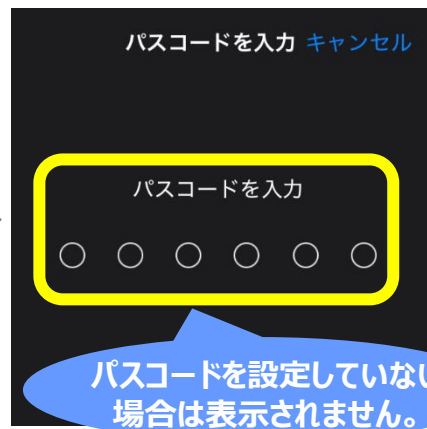 パスコードを入力 キャンセル
パスコードを入力
パスコードを設定していない
場合は表示されません。